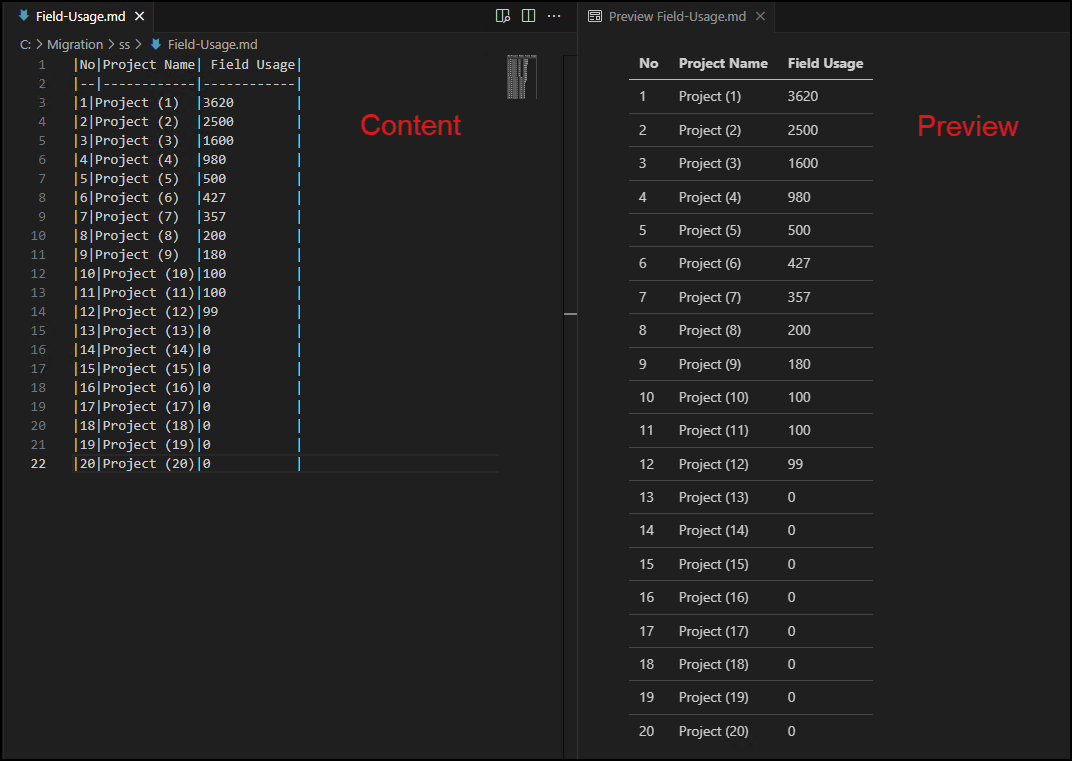 Field-Usage.md
C: > Migration > ss > Field-Usage.md
1 |No|Project Name| Field Usage|
2 |--|------------|------------|
3 |1|Project (1)  |3620        |
4 |2|Project (2)  |2500        |
5 |3|Project (3)  |1600        |
6 |4|Project (4)  |980         |
7 |5|Project (5)  |500         |
8 |6|Project (6)  |427         |
9 |7|Project (7)  |357         |
10 |8|Project (8)  |200         |
11 |9|Project (9)  |180         |
12 |10|Project (10)|100         |
13 |11|Project (11)|100         |
14 |12|Project (12)|99          |
15 |13|Project (13)|0           |
16 |14|Project (14)|0           |
17 |15|Project (15)|0           |
18 |16|Project (16)|0           |
19 |17|Project (17)|0           |
20 |18|Project (18)|0           |
21 |19|Project (19)|0           |
22 |20|Project (20)|0           |
Content
Preview Field-Usage.md
No Project Name Field Usage
1 Project (1) 3620
2 Project (2) 2500
3 Project (3) 1600
4 Project (4) 980
5 Project (5) 500
6 Project (6) 427
7 Project (7) 357
8 Project (8) 200
9 Project (9) 180
10 Project (10) 100
11 Project (11) 100
12 Project (12) 99
13 Project (13) 0
14 Project (14) 0
15 Project (15) 0
16 Project (16) 0
17 Project (17) 0
18 Project (18) 0
19 Project (19) 0
20 Project (20) 0
Preview